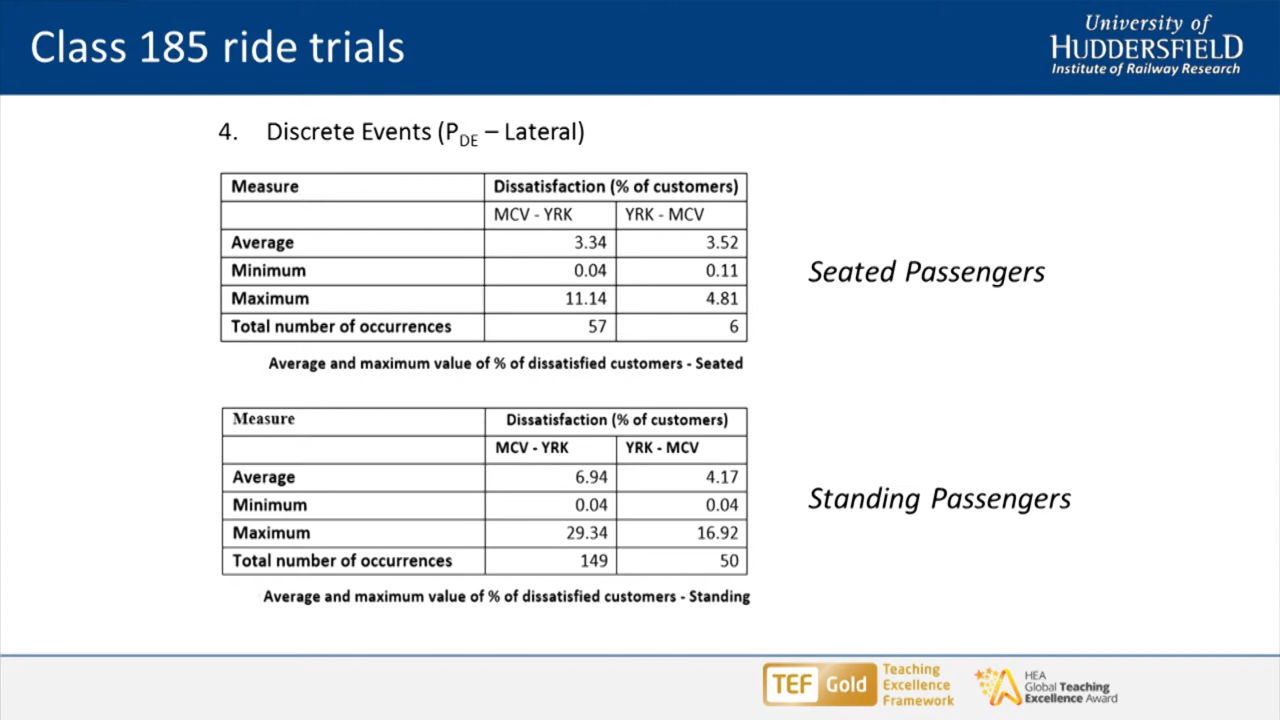 Class 185 ride trials
University of
HUDDERSFIELD
Institute of Railway Research
4. Discrete Events (PDE – Lateral)
Measure Dissatisfaction (% of customers)
MCV - YRK YRK - MCV
Average 3.34 3.52
Minimum 0.04 0.11
Maximum 11.14 4.81
Total number of occurrences 57 6
Average and maximum value of % of dissatisfied customers - Seated
Seated Passengers
Measure Dissatisfaction (% of customers)
MCV - YRK YRK - MCV
Average 6.94 4.17
Minimum 0.04 0.04
Maximum 29.34 16.92
Total number of occurrences 149 50
Average and maximum value of % of dissatisfied customers - Standing
Standing Passengers
TEF Gold
Teaching
Excellence
Framework
HEA
Global Teaching
Excellence Award